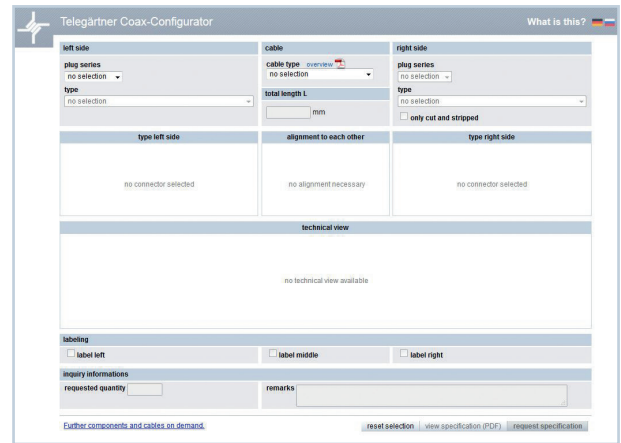 Telegärtner Coax-Configurator
What is this?
left side
cable
right side
plug series
no selection
type
no selection
cable type overview
no selection
total length L
mm
plug series
no selection
type
no selection
only cut and stripped
type left side
alignment to each other
type right side
no connector selected
no alignment necessary
no connector selected
technical view
no technical view available
labeling
label left
label middle
label right
inquiry informations
requested quantity
remarks
Further components and cables on demand.
reset selection
view specification (PDF)
request specification